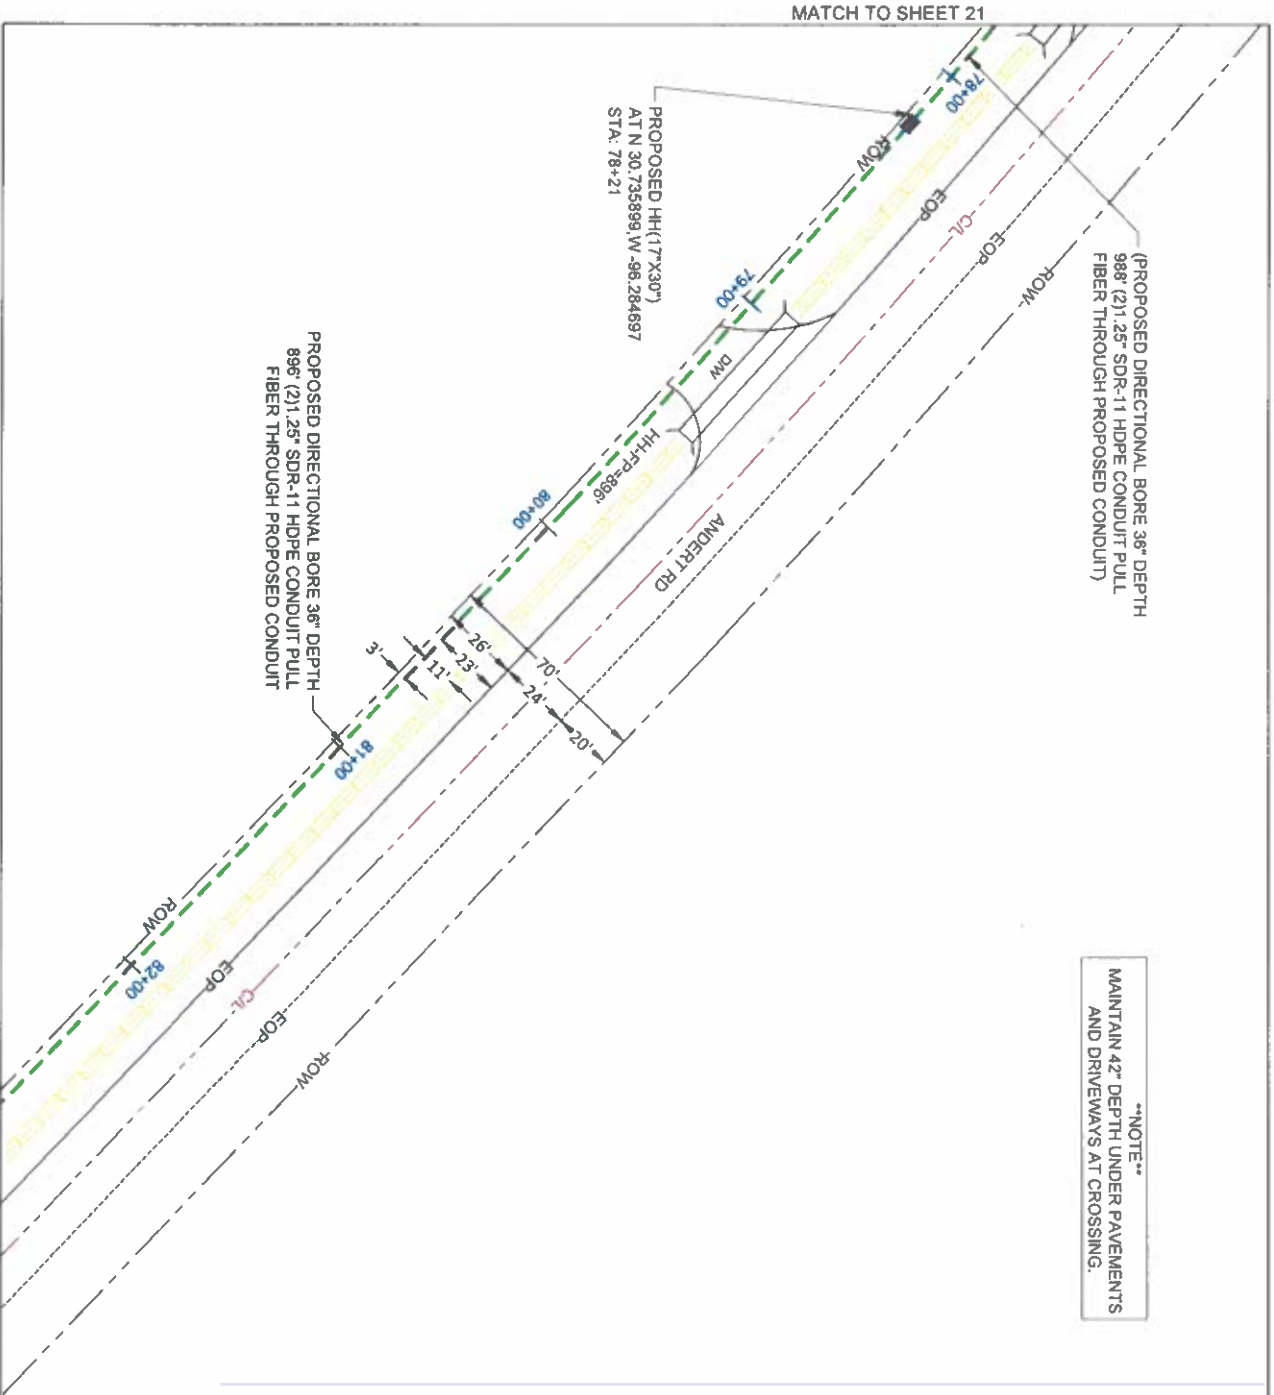 MATCH TO SHEET 21
(PROPOSED DIRECTIONAL BORE 36" DEPTH
988' (2)1.25" SDR-11 HDPE CONDUIT PULL
FIBER THROUGH PROPOSED CONDUIT)
78+00
PROPOSED HH(17"X30")
AT N 30.735899,W -96.284697
STA: 78+21
ROW
EOP
C/L
EOP
ROW
79+00
D/W
HH-FP=896'
ANDERT RD
80+00
PROPOSED DIRECTIONAL BORE 36" DEPTH
896' (2)1.25" SDR-11 HDPE CONDUIT PULL
FIBER THROUGH PROPOSED CONDUIT
3'
11'
23'
26'
70'
24'
20'
81+00
82+00
ROW
EOP
C/L
EOP
ROW
**NOTE**
MAINTAIN 42" DEPTH UNDER PAVEMENTS
AND DRIVEWAYS AT CROSSING.